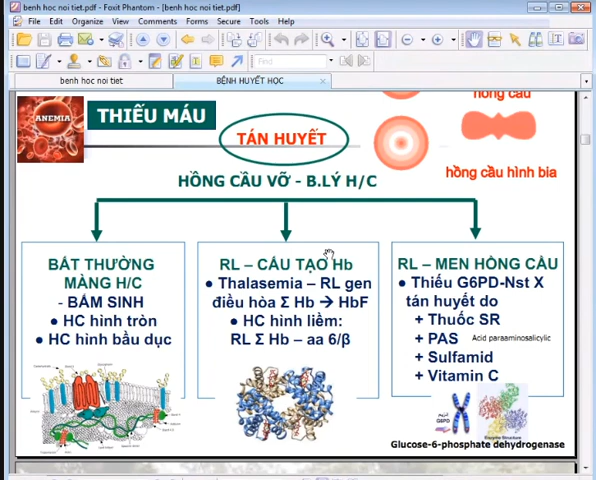 benh hoc noi tiet.pdf - Foxit Phantom - [benh hoc noi tiet.pdf]
File Edit Organize View Comments Forms Secure Tools Help
Find
benh hoc noi tiet
BỆNH HUYẾT HỌC
ANEMIA
THIẾU MÁU
TÁN HUYẾT
hồng cầu
hồng cầu hình bia
HỒNG CẦU VỠ - B.LÝ H/C
BẤT THƯỜNG
MÀNG H/C
- BẨM SINH
● HC hình tròn
● HC hình bầu dục
RL – CẤU TẠO Hb
● Thalasemia – RL gen
điều hòa Σ Hb → HbF
● HC hình liềm:
RL Σ Hb – aa 6/β
RL – MEN HỒNG CẦU
● Thiếu G6PD-Nst X
tán huyết do
+ Thuốc SR
+ PAS Acid paraaminosalicylic
+ Sulfamid
+ Vitamin C
G6PD
Enzyme Structure
Glucose-6-phosphate dehydrogenase